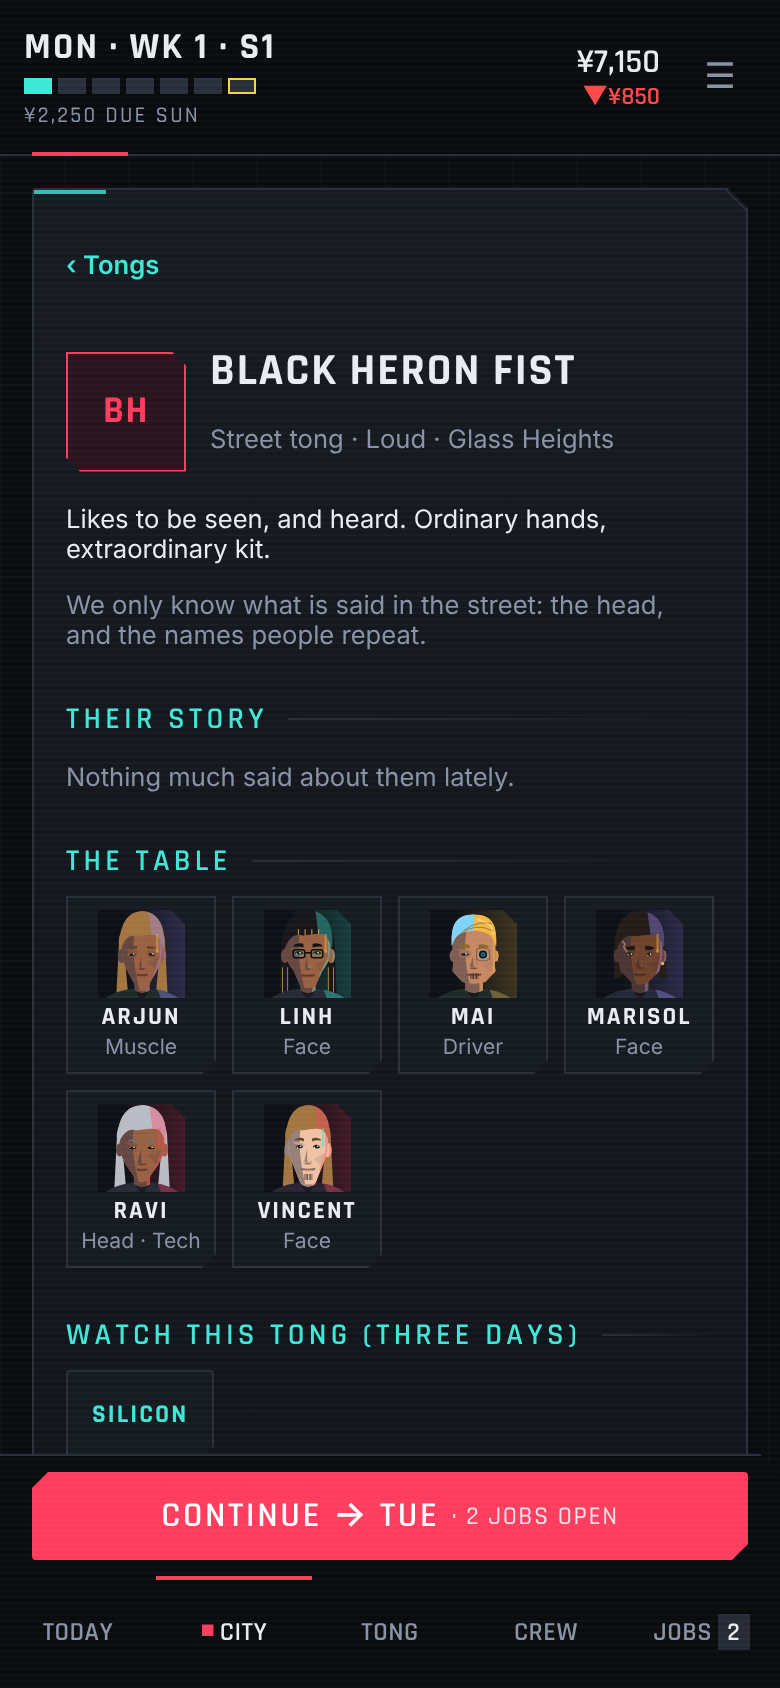 MON · WK 1 · S1
¥7,150
▼¥850
☰
¥2,250 DUE SUN
‹ Tongs
BH
BLACK HERON FIST
Street tong · Loud · Glass Heights
Likes to be seen, and heard. Ordinary hands,
extraordinary kit.
We only know what is said in the street: the head,
and the names people repeat.
THEIR STORY
Nothing much said about them lately.
THE TABLE
ARJUN
Muscle
LINH
Face
MAI
Driver
MARISOL
Face
RAVI
Head · Tech
VINCENT
Face
WATCH THIS TONG (THREE DAYS)
SILICON
CONTINUE → TUE · 2 JOBS OPEN
TODAY
CITY
TONG
CREW
JOBS 2